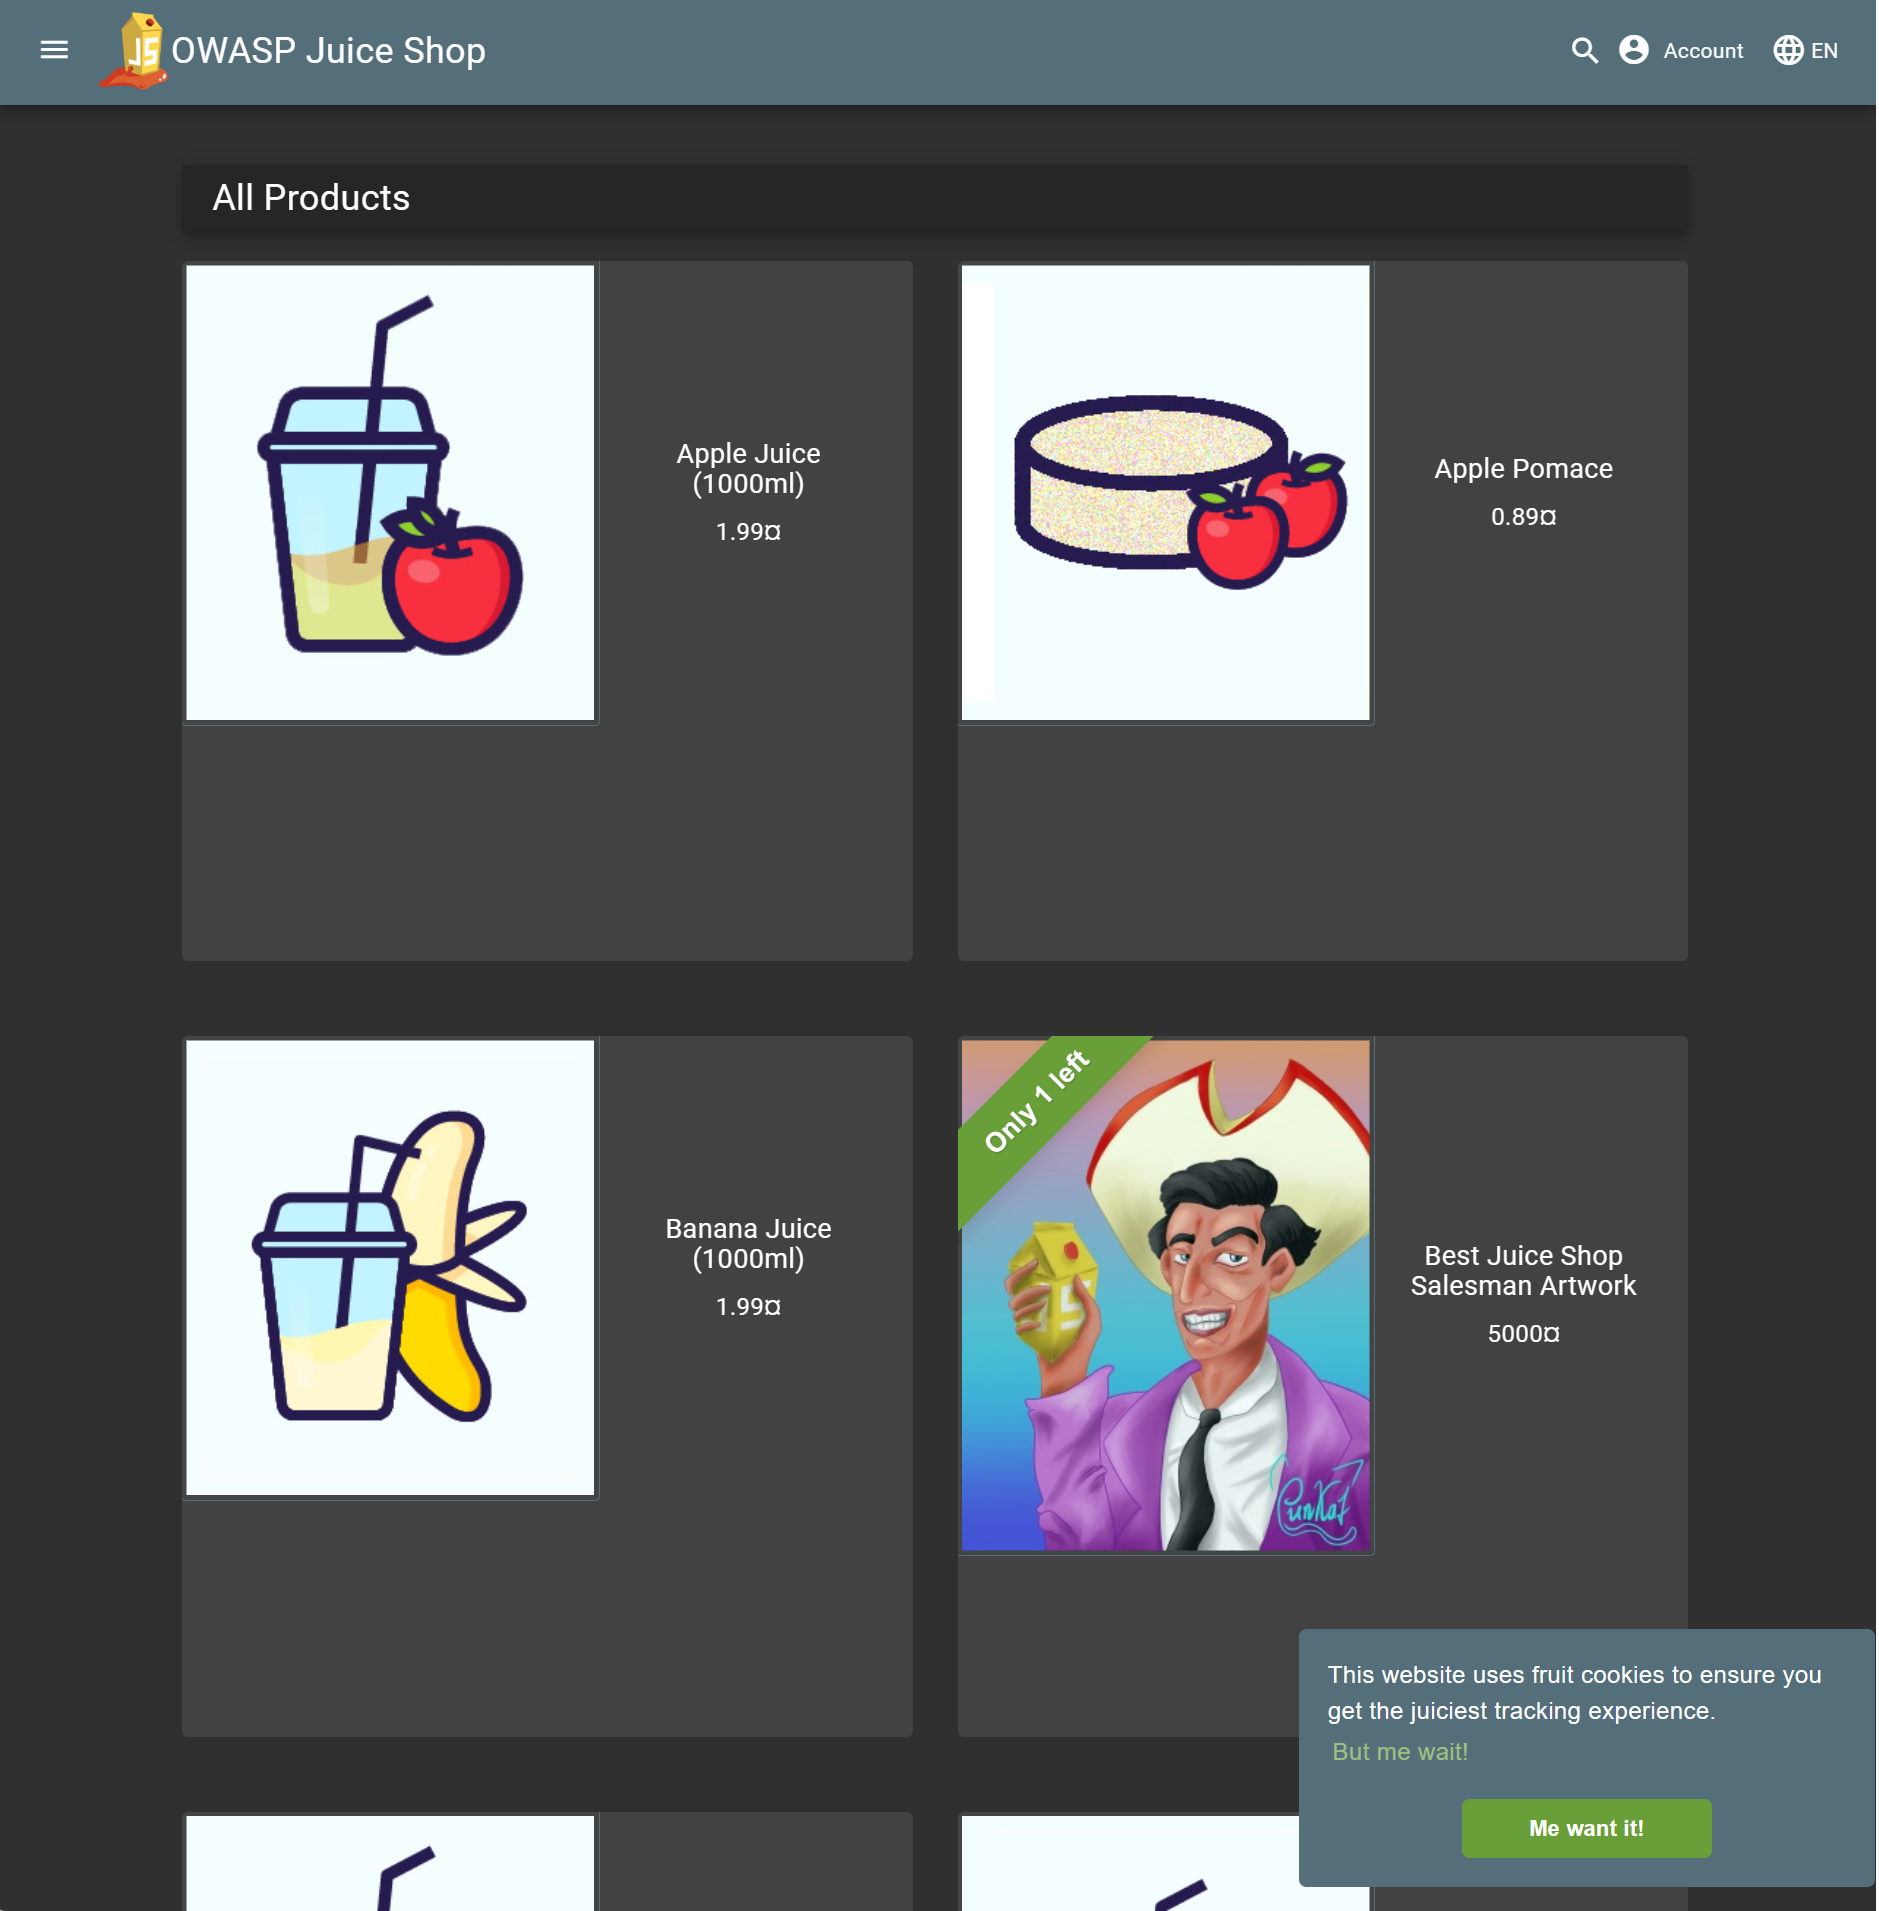 OWASP Juice Shop
Account
EN
All Products
Apple Juice
(1000ml)
1.99¤
Apple Pomace
0.89¤
Banana Juice
(1000ml)
1.99¤
Only 1 left
Best Juice Shop
Salesman Artwork
5000¤
This website uses fruit cookies to ensure you
get the juiciest tracking experience.
But me wait!
Me want it!